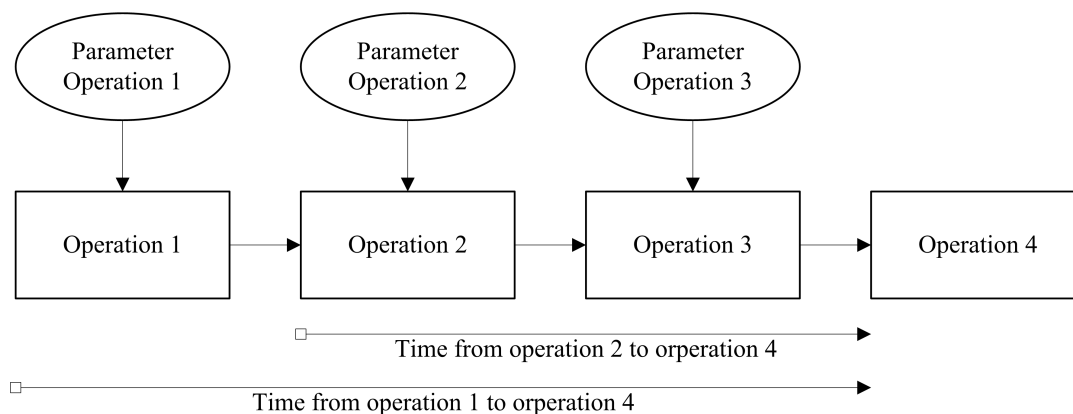 Parameter
Operation 1
Parameter
Operation 2
Parameter
Operation 3
Operation 1
Operation 2
Operation 3
Operation 4
Time from operation 2 to orperation 4
Time from operation 1 to orperation 4